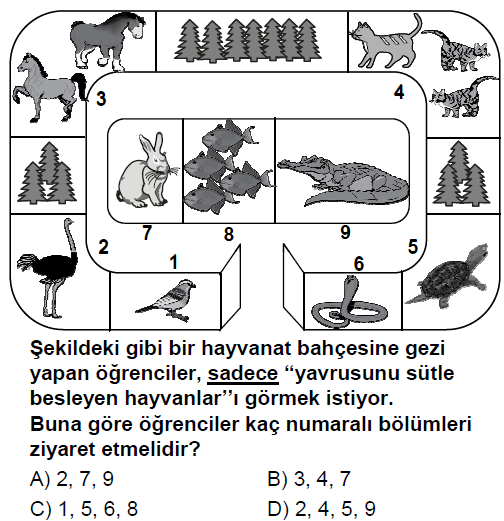 3
4
7
8
9
2
1
6
5
Şekildeki gibi bir hayvanat bahçesine gezi
yapan öğrenciler, sadece “yavrusunu sütle
besleyen hayvanlar’’ı görmek istiyor.
Buna göre öğrenciler kaç numaralı bölümleri
ziyaret etmelidir?
A) 2, 7, 9 B) 3, 4, 7
C) 1, 5, 6, 8 D) 2, 4, 5, 9